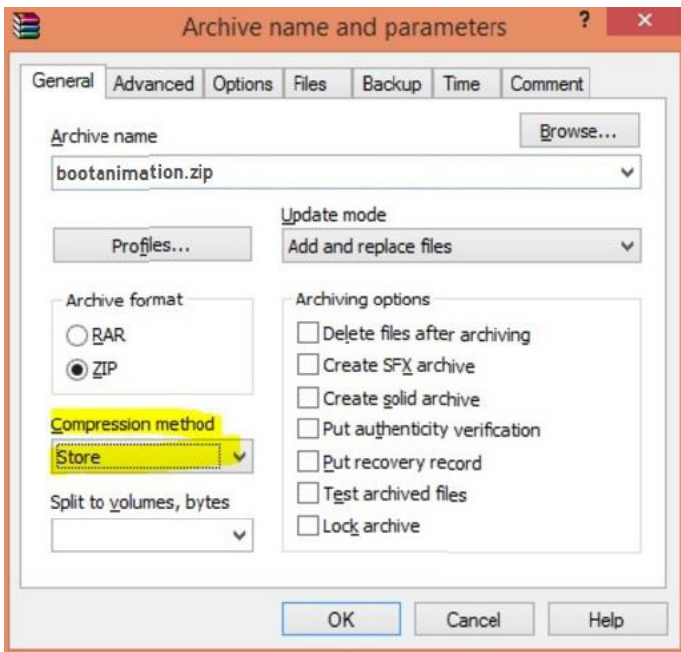 Archive name and parameters ? ×
General Advanced Options Files Backup Time Comment
Archive name
Browse...
bootanimation.zip
Update mode
Profiles... Add and replace files
Archive format
RAR
ZIP
Archiving options
Delete files after archiving
Create SFX archive
Create solid archive
Put authenticity verification
Put recovery record
Test archived files
Lock archive
Compression method
Store
Split to volumes, bytes
OK Cancel Help